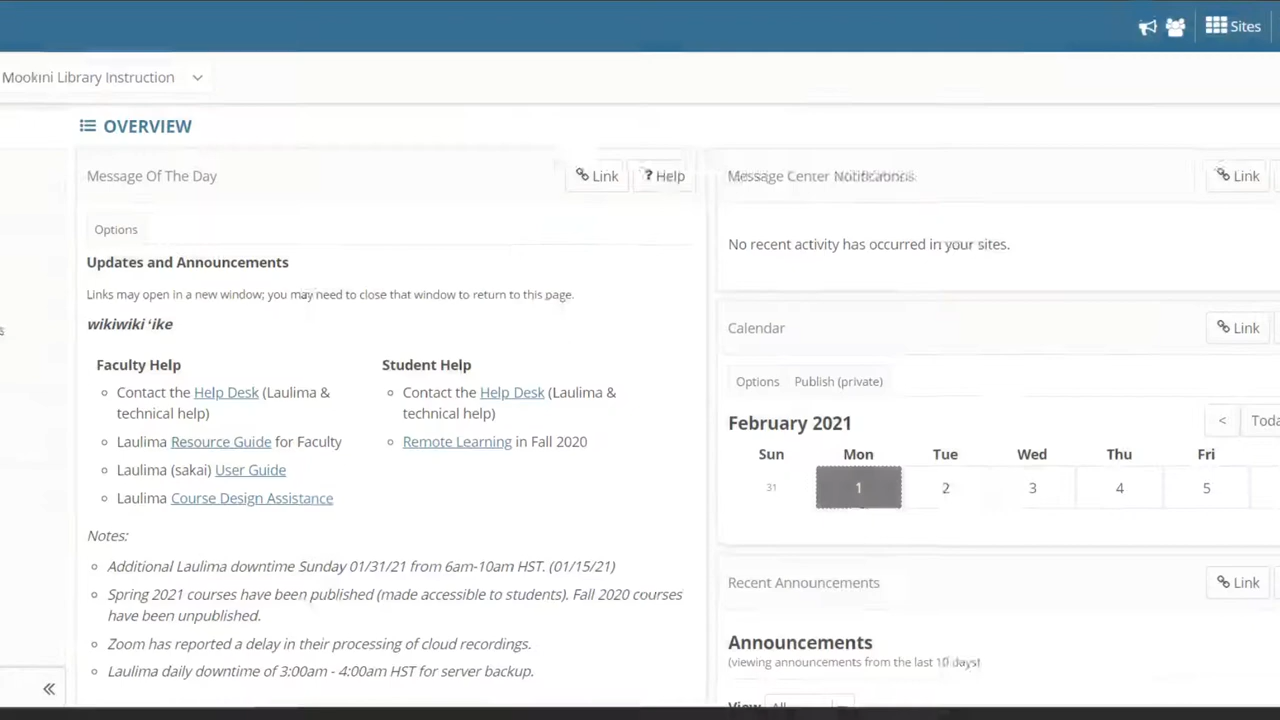 Sites
Mookini Library Instruction
OVERVIEW
Message Of The Day
Link
? Help
Options
Updates and Announcements
Links may open in a new window; you may need to close that window to return to this page.
wikiwiki ʻike
Faculty Help
Contact the Help Desk (Laulima &
technical help)
Laulima Resource Guide for Faculty
Laulima (sakai) User Guide
Laulima Course Design Assistance
Student Help
Contact the Help Desk (Laulima &
technical help)
Remote Learning in Fall 2020
Notes:
Additional Laulima downtime Sunday 01/31/21 from 6am-10am HST. (01/15/21)
Spring 2021 courses have been published (made accessible to students). Fall 2020 courses
have been unpublished.
Zoom has reported a delay in their processing of cloud recordings.
Laulima daily downtime of 3:00am - 4:00am HST for server backup.
Message Center Notifications
Link
No recent activity has occurred in your sites.
Calendar
Link
Options Publish (private)
February 2021
< Toda
Sun Mon Tue Wed Thu Fri
31 1 2 3 4 5
Recent Announcements
Link
Announcements
(viewing announcements from the last 10 days)
View All